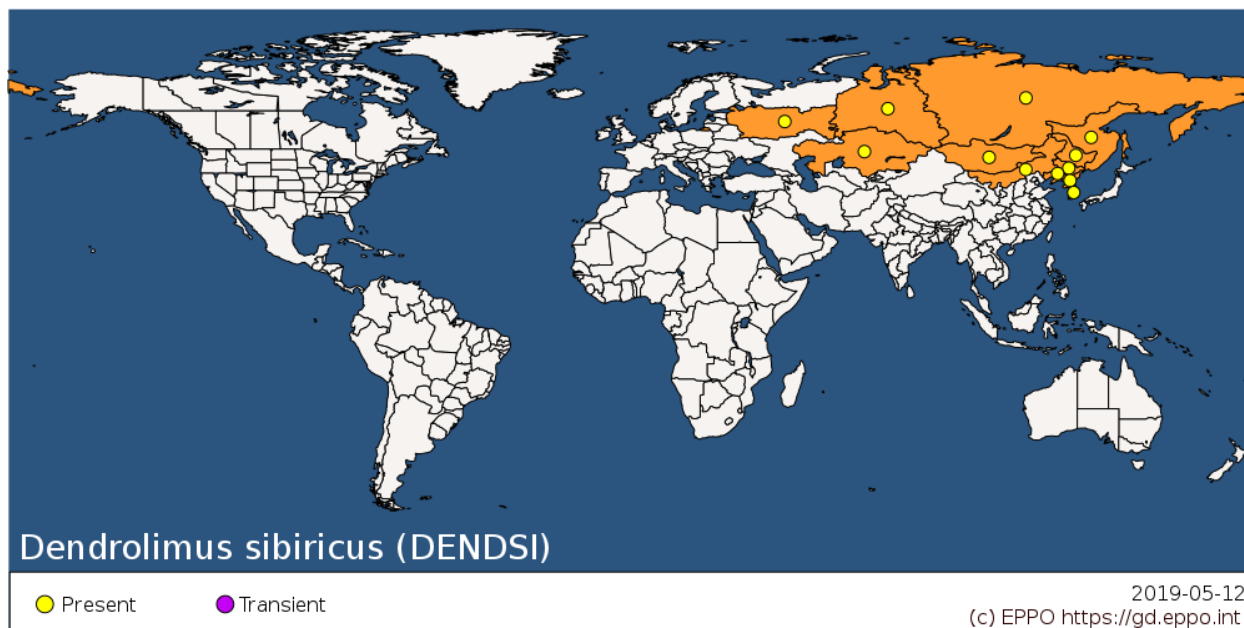 Dendrolimus sibiricus (DENDSI)
Present
Transient
2019-05-12
(c) EPPO https://gd.eppo.int